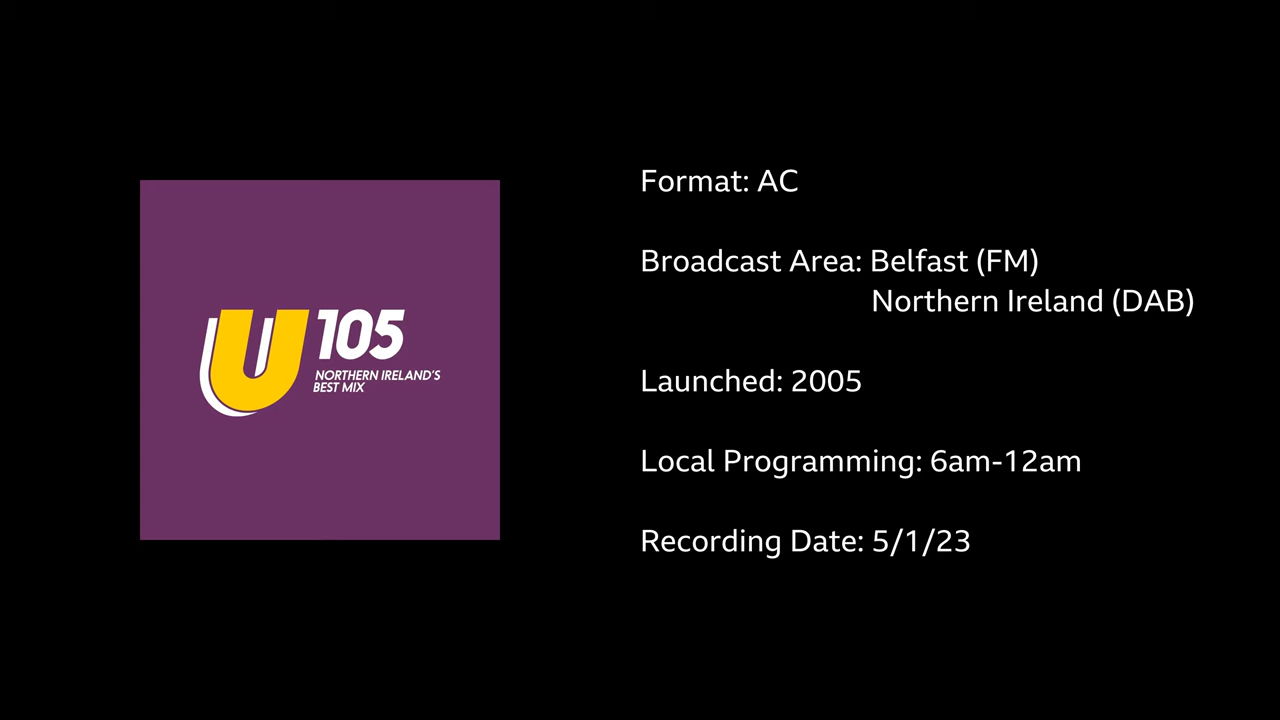 U105
NORTHERN IRELAND'S
BEST MIX
Format: AC
Broadcast Area: Belfast (FM)
Northern Ireland (DAB)
Launched: 2005
Local Programming: 6am-12am
Recording Date: 5/1/23